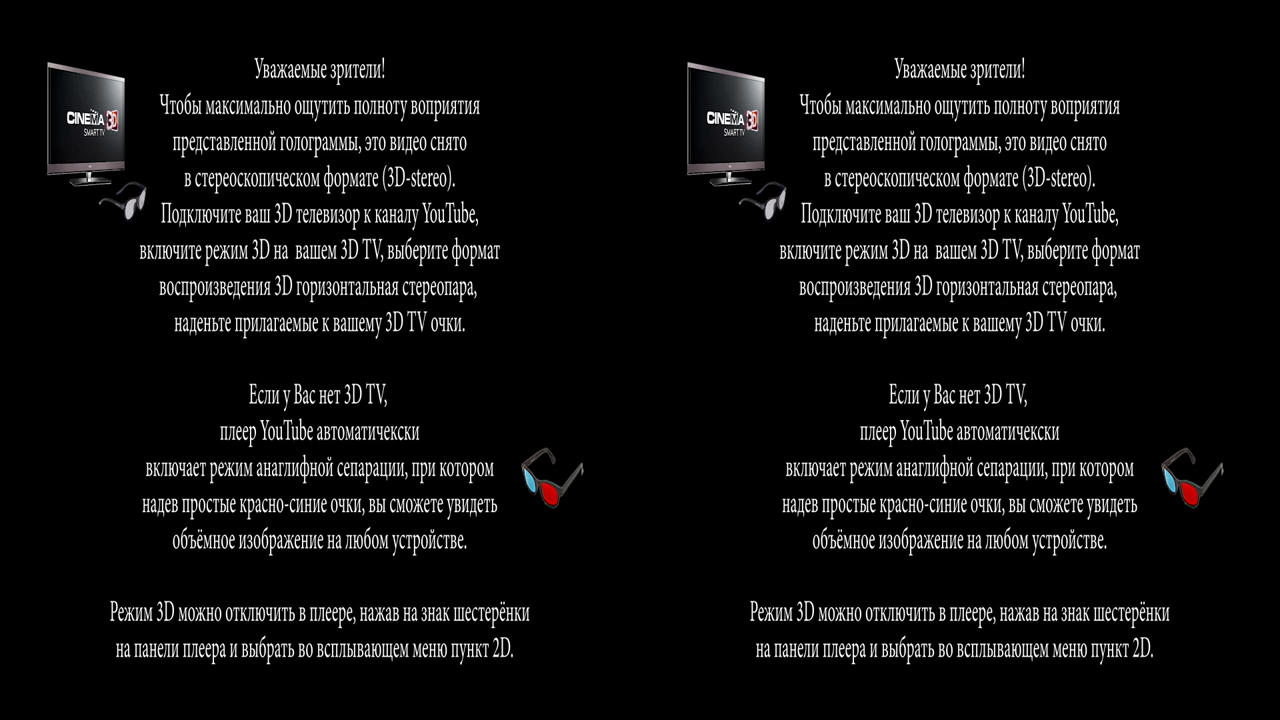 Уважаемые зрители!
Чтобы максимально ощутить полноту воприятия
представленной голограммы, это видео снято
в стереоскопическом формате (3D-stereo).
Подключите ваш 3D телевизор к каналу YouTube,
включите режим 3D на вашем 3D TV, выберите формат
воспроизведения 3D горизонтальная стереопара,
наденьте прилагаемые к вашему 3D TV очки.
Если у Вас нет 3D TV,
плеер YouTube автоматичекски
включает режим анаглифной сепарации, при котором
надев простые красно-синие очки, вы сможете увидеть
объёмное изображение на любом устройстве.
Режим 3D можно отключить в плеере, нажав на знак шестерёнки
на панели плеера и выбрать во всплывающем меню пункт 2D.
CINEMA 3D
SMART TV
Уважаемые зрители!
Чтобы максимально ощутить полноту воприятия
представленной голограммы, это видео снято
в стереоскопическом формате (3D-stereo).
Подключите ваш 3D телевизор к каналу YouTube,
включите режим 3D на вашем 3D TV, выберите формат
воспроизведения 3D горизонтальная стереопара,
наденьте прилагаемые к вашему 3D TV очки.
Если у Вас нет 3D TV,
плеер YouTube автоматичекски
включает режим анаглифной сепарации, при котором
надев простые красно-синие очки, вы сможете увидеть
объёмное изображение на любом устройстве.
Режим 3D можно отключить в плеере, нажав на знак шестерёнки
на панели плеера и выбрать во всплывающем меню пункт 2D.
CINEMA 3D
SMART TV